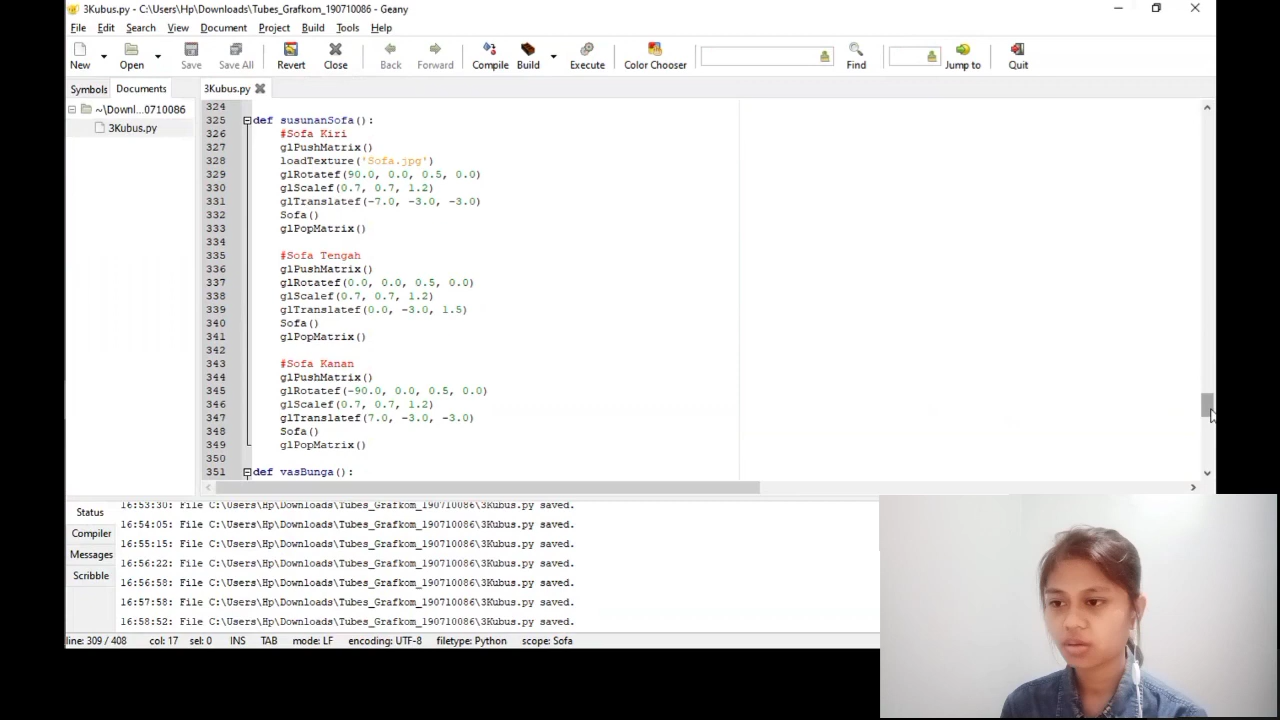 3Kubus.py - C:\Users\Hp\Downloads\Tubes_Grafkom_190710086 - Geany
File Edit Search View Document Project Build Tools Help
New Open Save Save All Revert Close Back Forward Compile Build Execute Color Chooser Find Jump to Quit
Symbols Documents 3Kubus.py
~\Downl...0710086
3Kubus.py
324
325 def susunanSofa():
326 #Sofa Kiri
327 glPushMatrix()
328 loadTexture('Sofa.jpg')
329 glRotatef(90.0, 0.0, 0.5, 0.0)
330 glScalef(0.7, 0.7, 1.2)
331 glTranslatef(-7.0, -3.0, -3.0)
332 Sofa()
333 glPopMatrix()
334
335 #Sofa Tengah
336 glPushMatrix()
337 glRotatef(0.0, 0.0, 0.5, 0.0)
338 glScalef(0.7, 0.7, 1.2)
339 glTranslatef(0.0, -3.0, 1.5)
340 Sofa()
341 glPopMatrix()
342
343 #Sofa Kanan
344 glPushMatrix()
345 glRotatef(-90.0, 0.0, 0.5, 0.0)
346 glScalef(0.7, 0.7, 1.2)
347 glTranslatef(7.0, -3.0, -3.0)
348 Sofa()
349 glPopMatrix()
350
351 def vasBunga():
Status
Compiler
Messages
Scribble
16:53:30: File C:\Users\Hp\Downloads\Tubes_Grafkom_190710086\3Kubus.py saved.
16:54:05: File C:\Users\Hp\Downloads\Tubes_Grafkom_190710086\3Kubus.py saved.
16:55:15: File C:\Users\Hp\Downloads\Tubes_Grafkom_190710086\3Kubus.py saved.
16:56:22: File C:\Users\Hp\Downloads\Tubes_Grafkom_190710086\3Kubus.py saved.
16:56:58: File C:\Users\Hp\Downloads\Tubes_Grafkom_190710086\3Kubus.py saved.
16:57:58: File C:\Users\Hp\Downloads\Tubes_Grafkom_190710086\3Kubus.py saved.
16:58:52: File C:\Users\Hp\Downloads\Tubes_Grafkom_190710086\3Kubus.py saved.
line: 309 / 408 col: 17 sel: 0 INS TAB mode: LF encoding: UTF-8 filetype: Python scope: Sofa